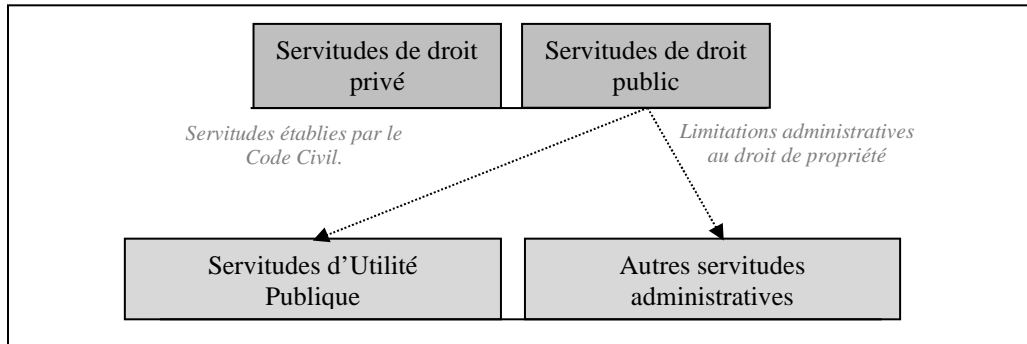 Servitudes de droit
privé
Servitudes de droit
public
Servitudes établies par le
Code Civil.
Limitations administratives
au droit de propriété
Servitudes d’Utilité
Publique
Autres servitudes
administratives